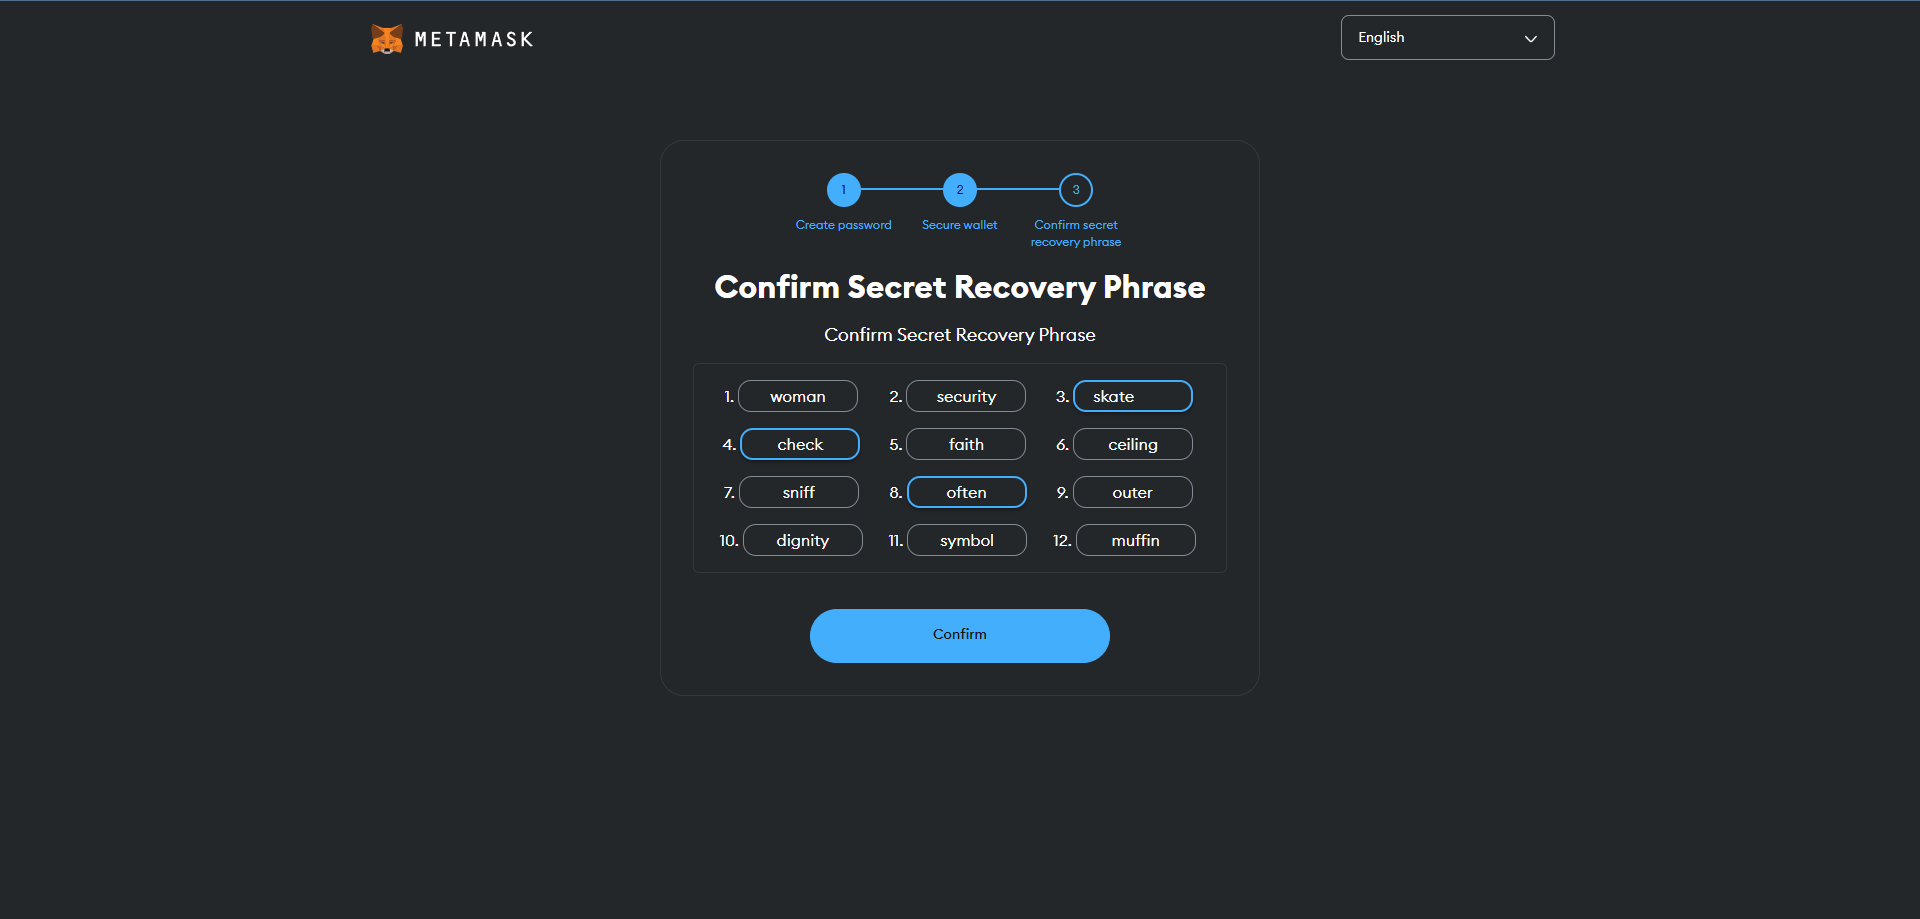 METAMASK
English
1 2 3
Create password Secure wallet Confirm secret
recovery phrase
Confirm Secret Recovery Phrase
Confirm Secret Recovery Phrase
1. woman 2. security 3. skate
4. check 5. faith 6. ceiling
7. sniff 8. often 9. outer
10. dignity 11. symbol 12. muffin
Confirm